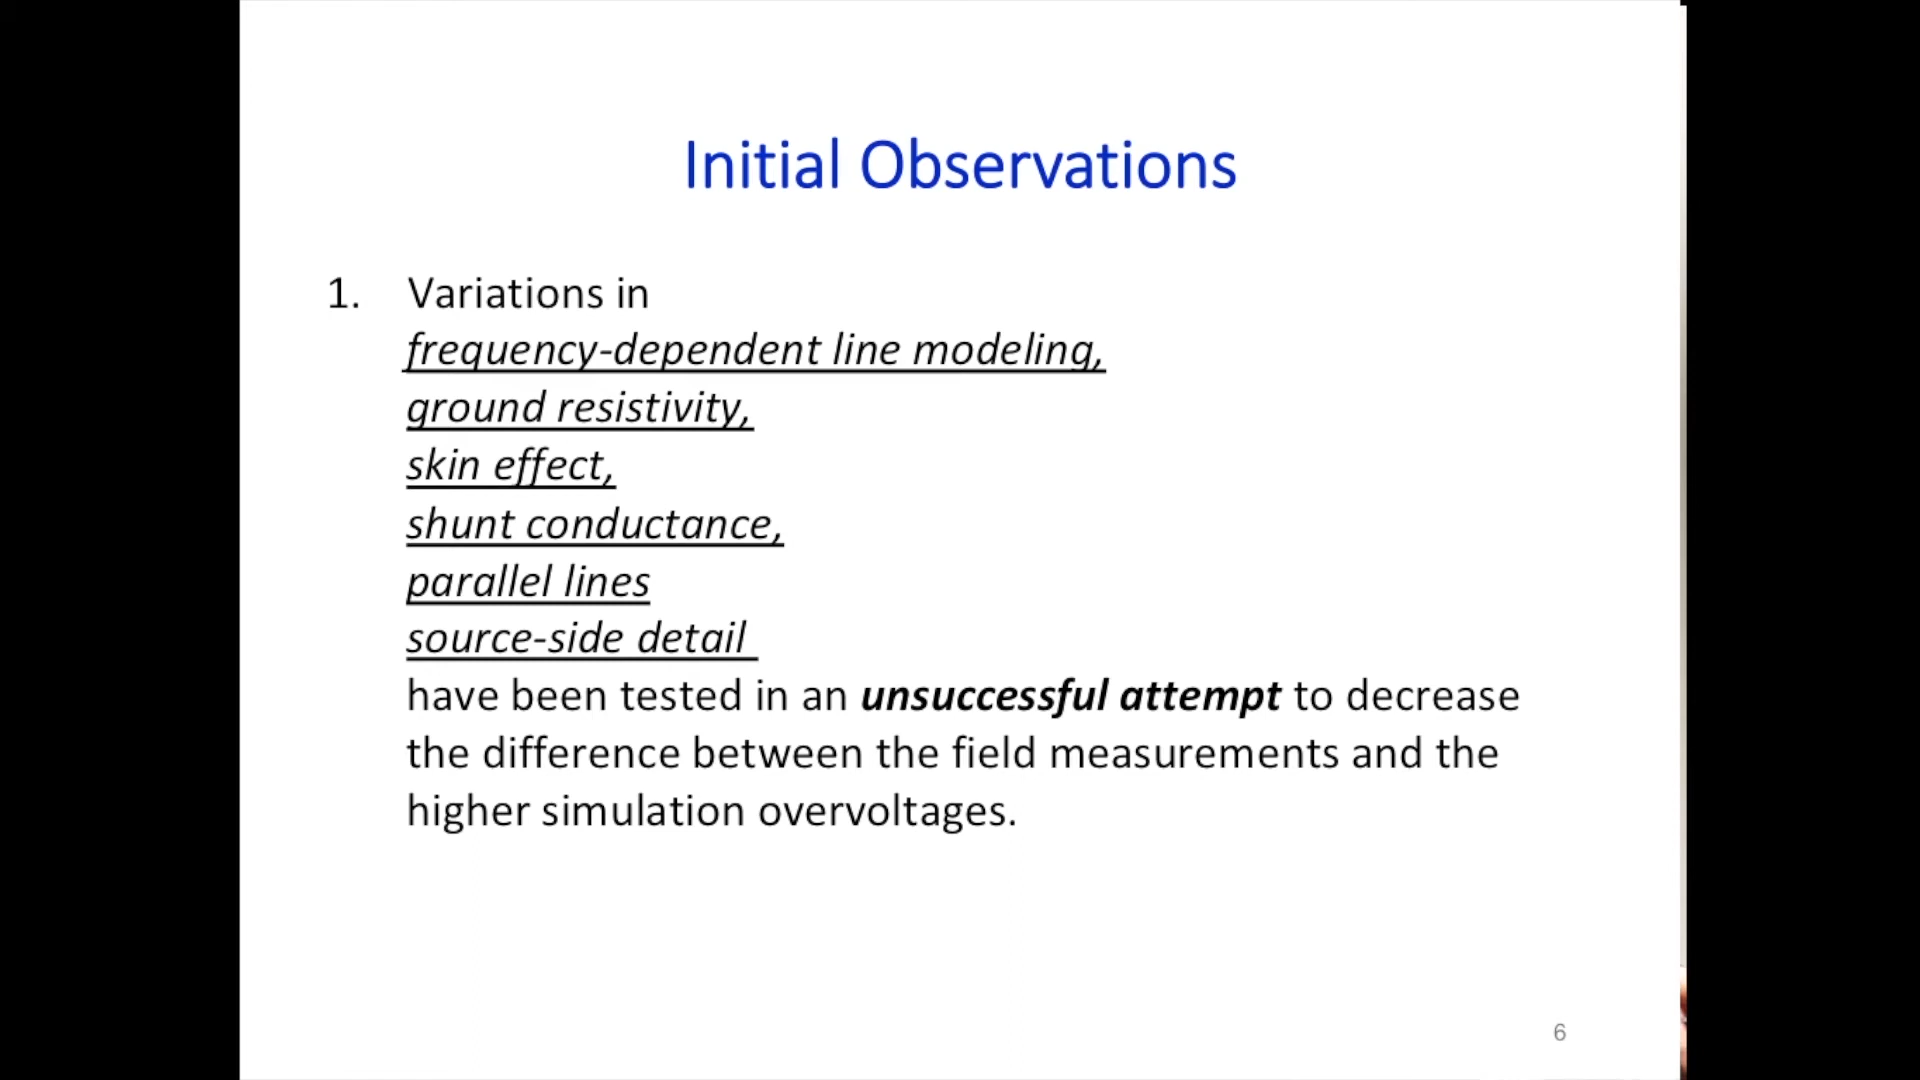 Initial Observations
1. Variations in
frequency-dependent line modeling,
ground resistivity,
skin effect,
shunt conductance,
parallel lines
source-side detail
have been tested in an unsuccessful attempt to decrease
the difference between the field measurements and the
higher simulation overvoltages.
6